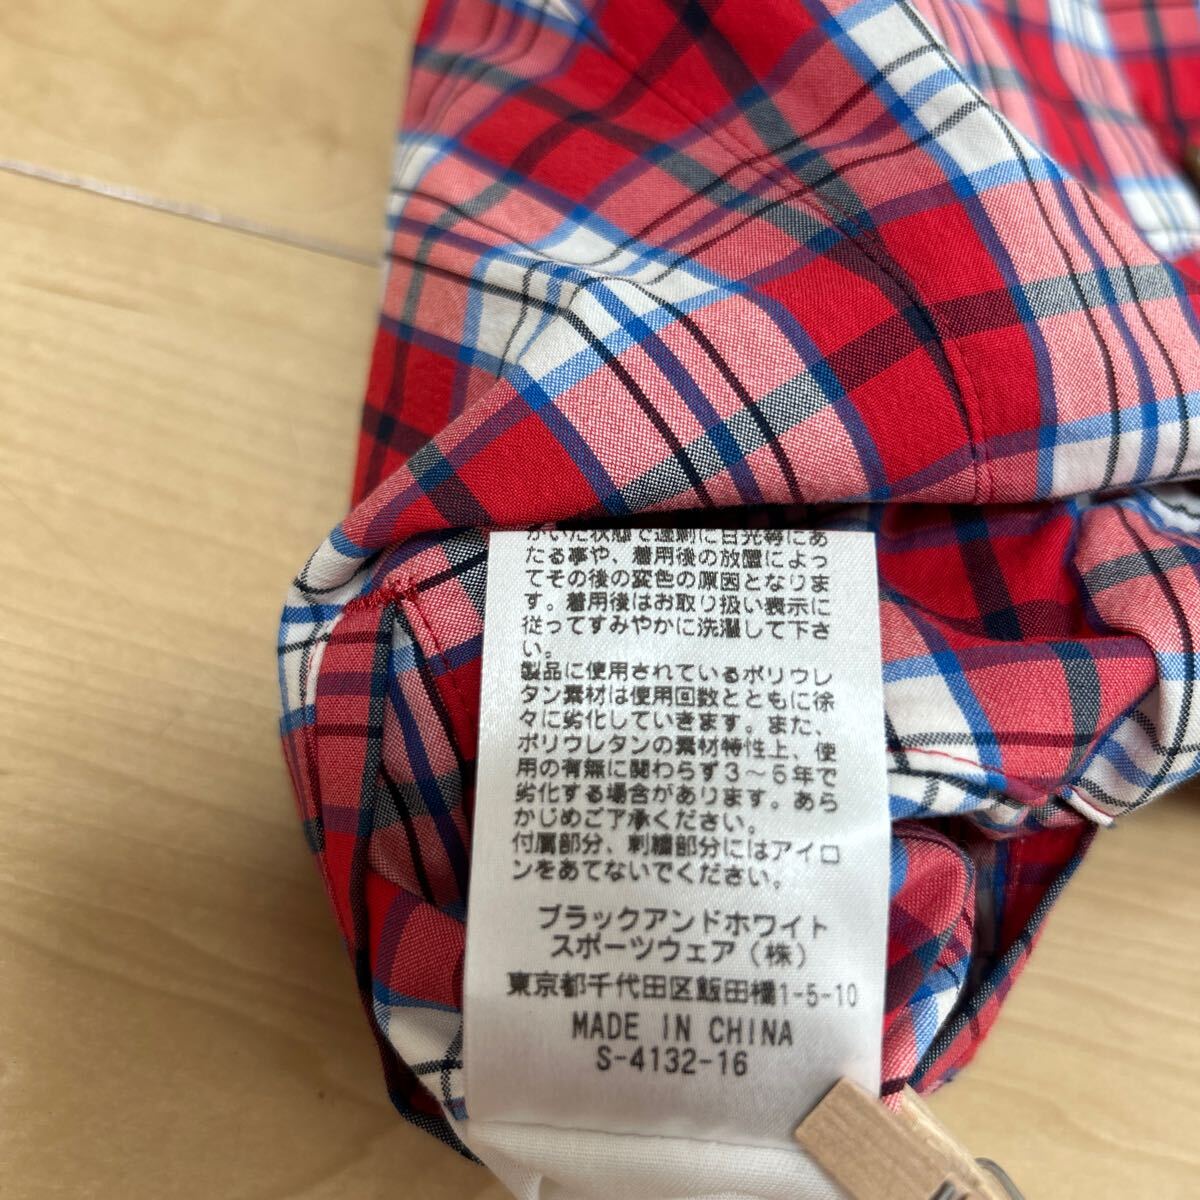 かいた状態で過剰に日光等にあ
たる事や、着用後の放置によっ
てその後の変色の原因となりま
す。着用後はお取り扱い表示に
従ってすみやかに洗濯して下さ
い。
製品に使用されているポリウレ
タン素材は使用回数とともに徐
々に劣化していきます。また、
ポリウレタンの素材特性上、使
用の有無に関わらず3～5年で
劣化する場合があります。あら
かじめご了承ください。
付属部分、刺繍部分にはアイロ
ンをあてないでください。
ブラックアンドホワイト
スポーツウェア(株)
東京都千代田区飯田橋1-5-10
MADE IN CHINA
S-4132-16